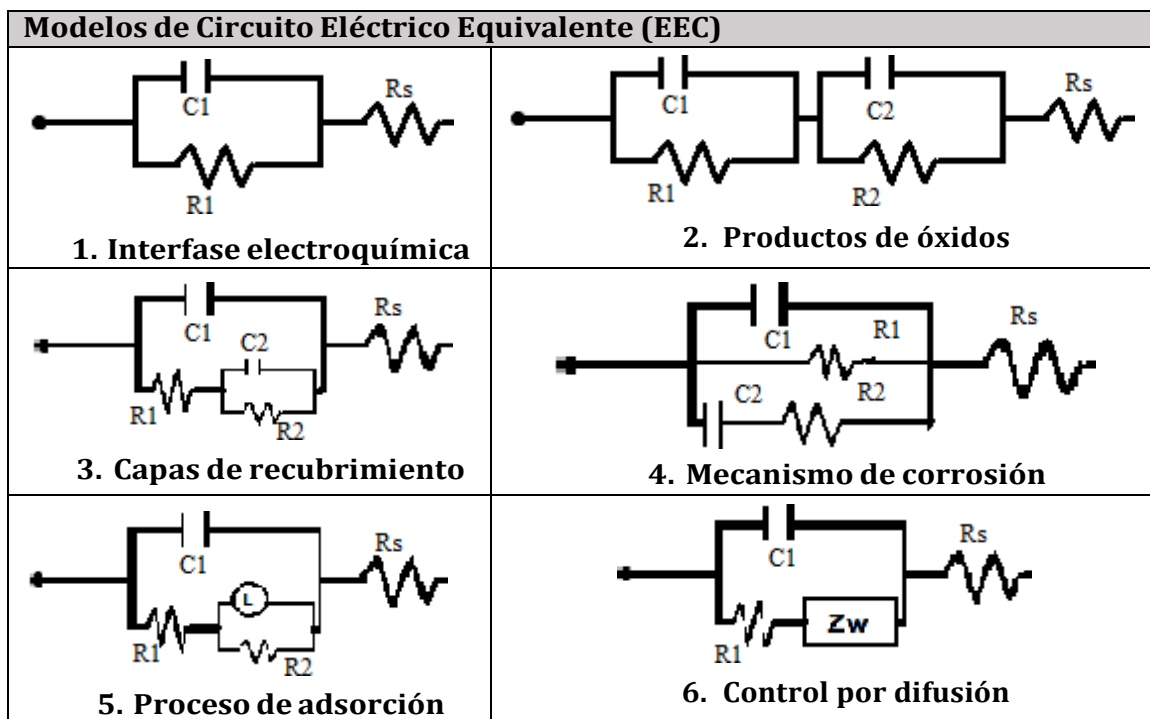 Modelos de Circuito Eléctrico Equivalente (EEC)
C1
Rs
R1
1. Interfase electroquímica
C1
C2
Rs
R1
R2
2. Productos de óxidos
C1
Rs
C2
R1
R2
3. Capas de recubrimiento
C1
R1
Rs
C2
R2
4. Mecanismo de corrosión
C1
Rs
L
R1
R2
5. Proceso de adsorción
C1
Rs
R1
Zw
6. Control por difusión